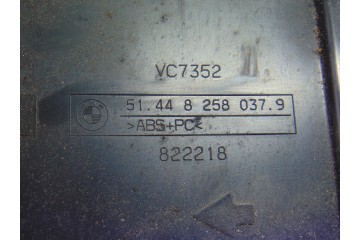 VC7352
51.44 8 258 037.9
>ABS+PC<
822218